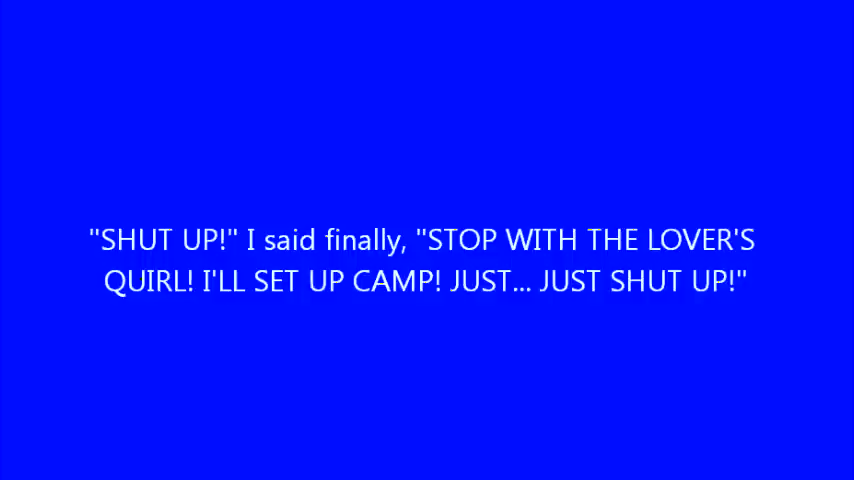 "SHUT UP!" I said finally, "STOP WITH THE LOVER'S
QUIRL! I'LL SET UP CAMP! JUST... JUST SHUT UP!"